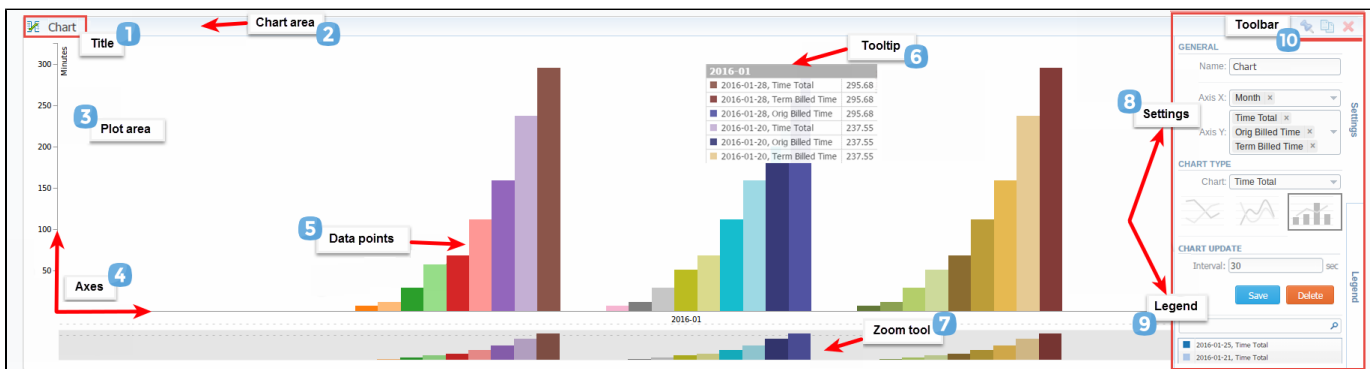 Chart
1
Title
Chart area
2
Toolbar
10
Minutes
300
250
200
150
100
50
3
Plot area
4
Axes
5
Data points
Tooltip
6
2016-01
2016-01-28, Time Total 295.68
2016-01-28, Term Billed Time 295.68
2016-01-28, Orig Billed Time 295.68
2016-01-20, Time Total 237.55
2016-01-20, Orig Billed Time 237.55
2016-01-20, Term Billed Time 237.55
2016-01
Zoom tool
7
8
Settings
Legend
9
GENERAL
Name: Chart
Axis X: Month ×
Axis Y: Time Total ×
Orig Billed Time ×
Term Billed Time ×
CHART TYPE
Chart: Time Total
CHART UPDATE
Interval: 30 sec
Save Delete
2016-01-25, Time Total
2016-01-21, Time Total
Settings
Legend